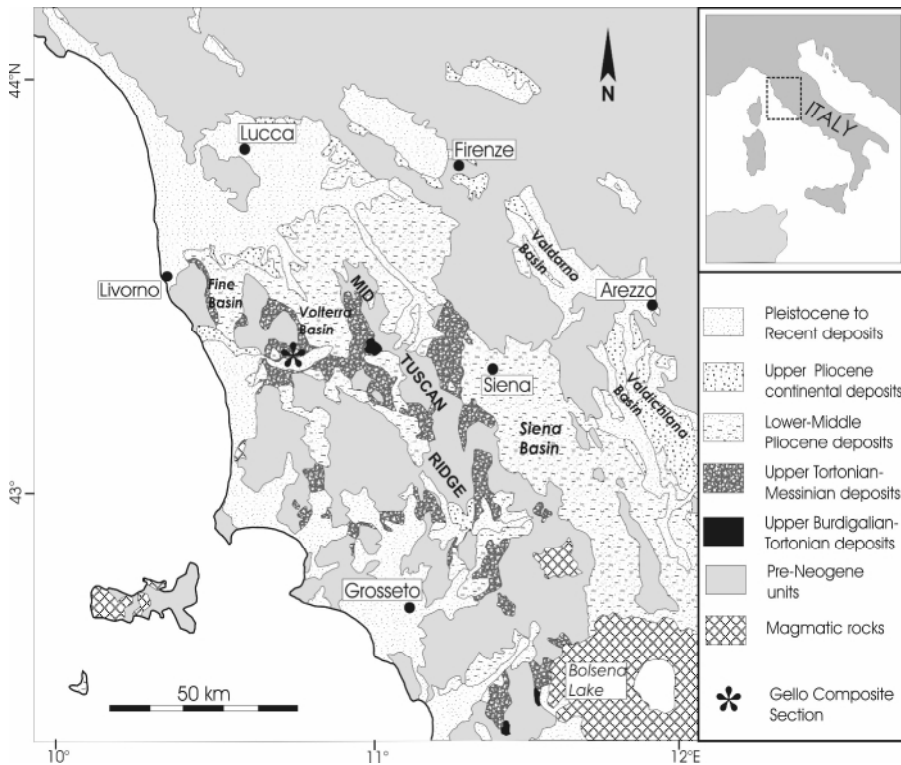 44°N
43°
10°
11°
12°E
N
Lucca
Firenze
Livorno
Fine
Basin
Volterra
Basin
MID
TUSCAN
RIDGE
Valdarno
Basin
Arezzo
Siena
Siena
Basin
Valdichiana
Basin
Grosseto
Bolsena
Lake
50 km
ITALY
Pleistocene to
Recent deposits
Upper Pliocene
continental deposits
Lower-Middle
Pliocene deposits
Upper Tortonian-
Messinian deposits
Upper Burdigalian-
Tortonian deposits
Pre-Neogene
units
Magmatic rocks
Gello Composite
Section